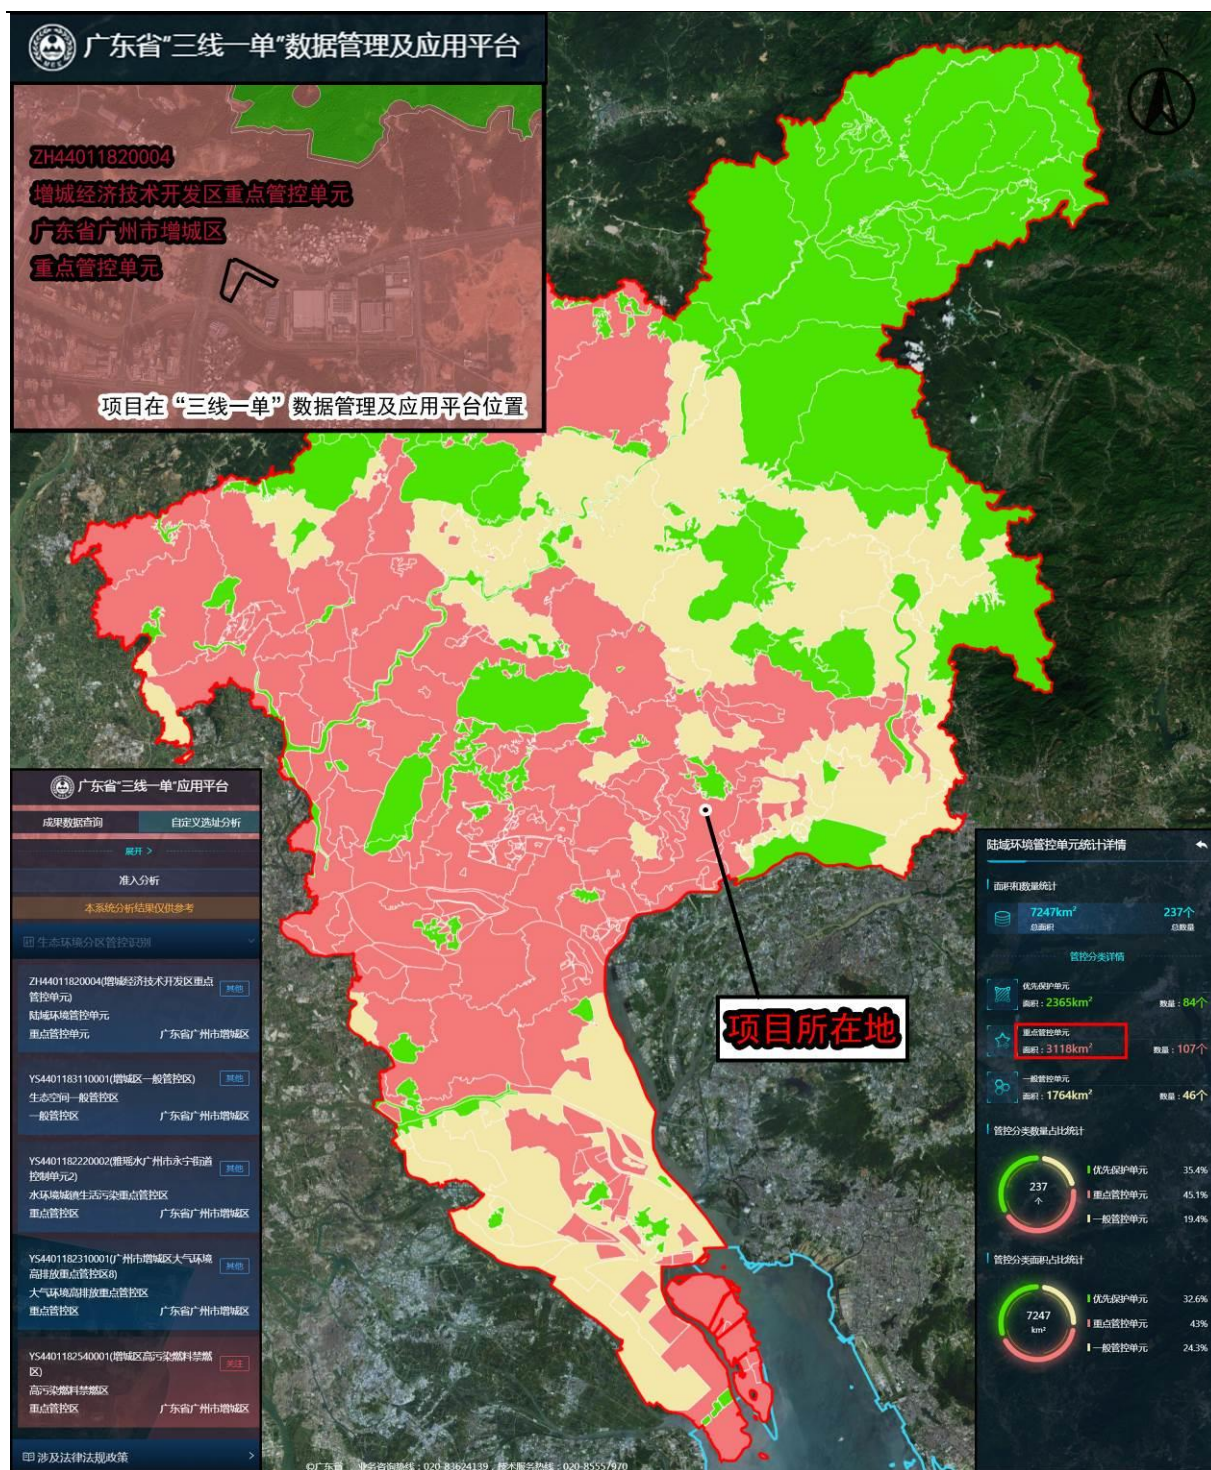 广东省"三线一单"数据管理及应用平台
N
ZH44011820004
增城经济技术开发区重点管控单元
广东省广州市增城区
重点管控单元
项目在“三线一单”数据管理及应用平台位置
项目所在地
广东省"三线一单"应用平台
成果数据查询 自定义选址分析
展开 >
准入分析
本系统分析结果仅供参考
生态环境分区管控识别
ZH44011820004(增城经济技术开发区重点
管控单元)
其他
陆域环境管控单元
重点管控单元 广东省广州市增城区
YS4401183110001(增城区一般管控区) 其他
生态空间一般管控区
一般管控区 广东省广州市增城区
YS4401182220002(雅瑶水广州市永宁街道
控制单元2)
其他
水环境城镇生活污染重点管控区
重点管控区 广东省广州市增城区
YS4401182310001(广州市增城区大气环境
高排放重点管控区8)
其他
大气环境高排放重点管控区
重点管控区 广东省广州市增城区
YS4401182540001(增城区高污染燃料禁燃
区)
关注
高污染燃料禁燃区
重点管控区 广东省广州市增城区
涉及法律法规政策 >
陆域环境管控单元统计详情
面积和数量统计
7247km² 237个
总面积 总数量
管控分类详情
优先保护单元
面积：2365km² 数量：84个
重点管控单元
面积：3118km² 数量：107个
一般管控单元
面积：1764km² 数量：46个
管控分类数量占比统计
237
个
优先保护单元 35.4%
重点管控单元 45.1%
一般管控单元 19.4%
管控分类面积占比统计
7247
km²
优先保护单元 32.6%
重点管控单元 43%
一般管控单元 24.3%
©广东省 业务咨询热线：020-83624139，技术服务热线：020-85557970